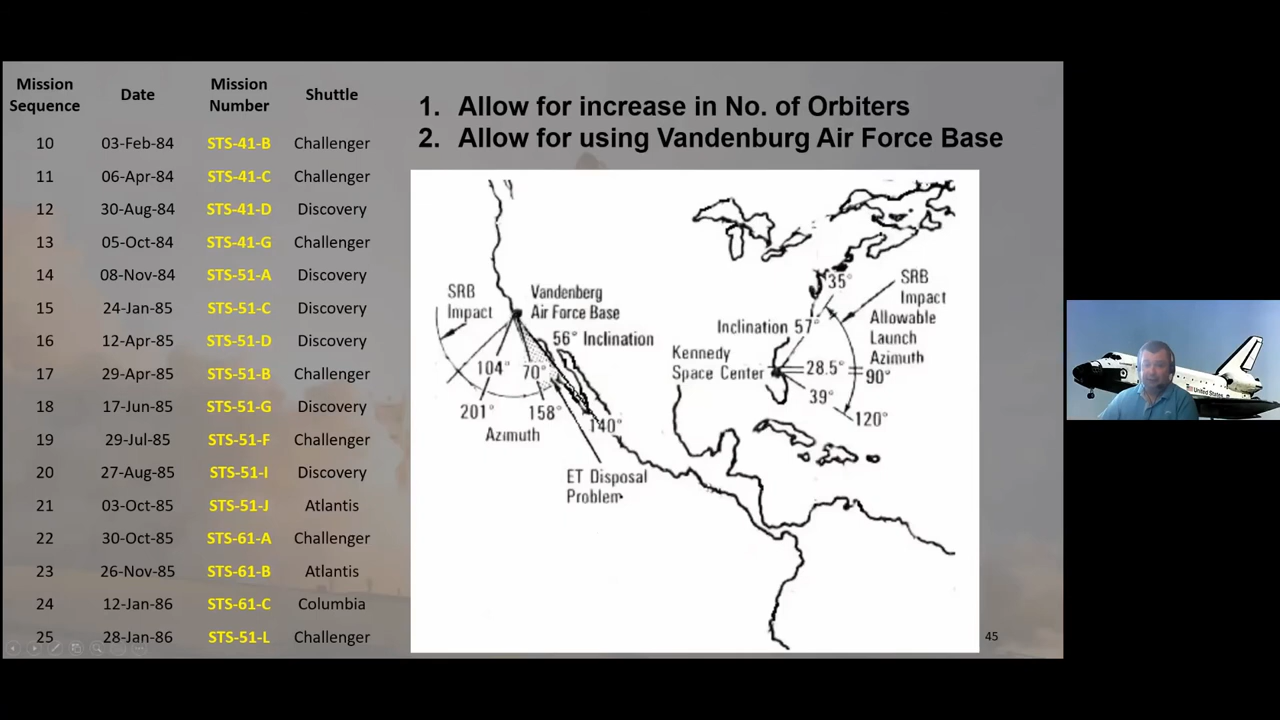 Mission Sequence Date Mission Number Shuttle
10 03-Feb-84 STS-41-B Challenger
11 06-Apr-84 STS-41-C Challenger
12 30-Aug-84 STS-41-D Discovery
13 05-Oct-84 STS-41-G Challenger
14 08-Nov-84 STS-51-A Discovery
15 24-Jan-85 STS-51-C Discovery
16 12-Apr-85 STS-51-D Discovery
17 29-Apr-85 STS-51-B Challenger
18 17-Jun-85 STS-51-G Discovery
19 29-Jul-85 STS-51-F Challenger
20 27-Aug-85 STS-51-I Discovery
21 03-Oct-85 STS-51-J Atlantis
22 30-Oct-85 STS-61-A Challenger
23 26-Nov-85 STS-61-B Atlantis
24 12-Jan-86 STS-61-C Columbia
25 28-Jan-86 STS-51-L Challenger
1. Allow for increase in No. of Orbiters
2. Allow for using Vandenburg Air Force Base
SRB
Impact
Vandenberg
Air Force Base
56° Inclination
104° 70°
201° 158° 140°
Azimuth
ET Disposal
Problem
35°
SRB
Impact
Allowable
Launch
Azimuth
Inclination 57°
Kennedy
Space Center
28.5° 90°
39°
120°
45
United States